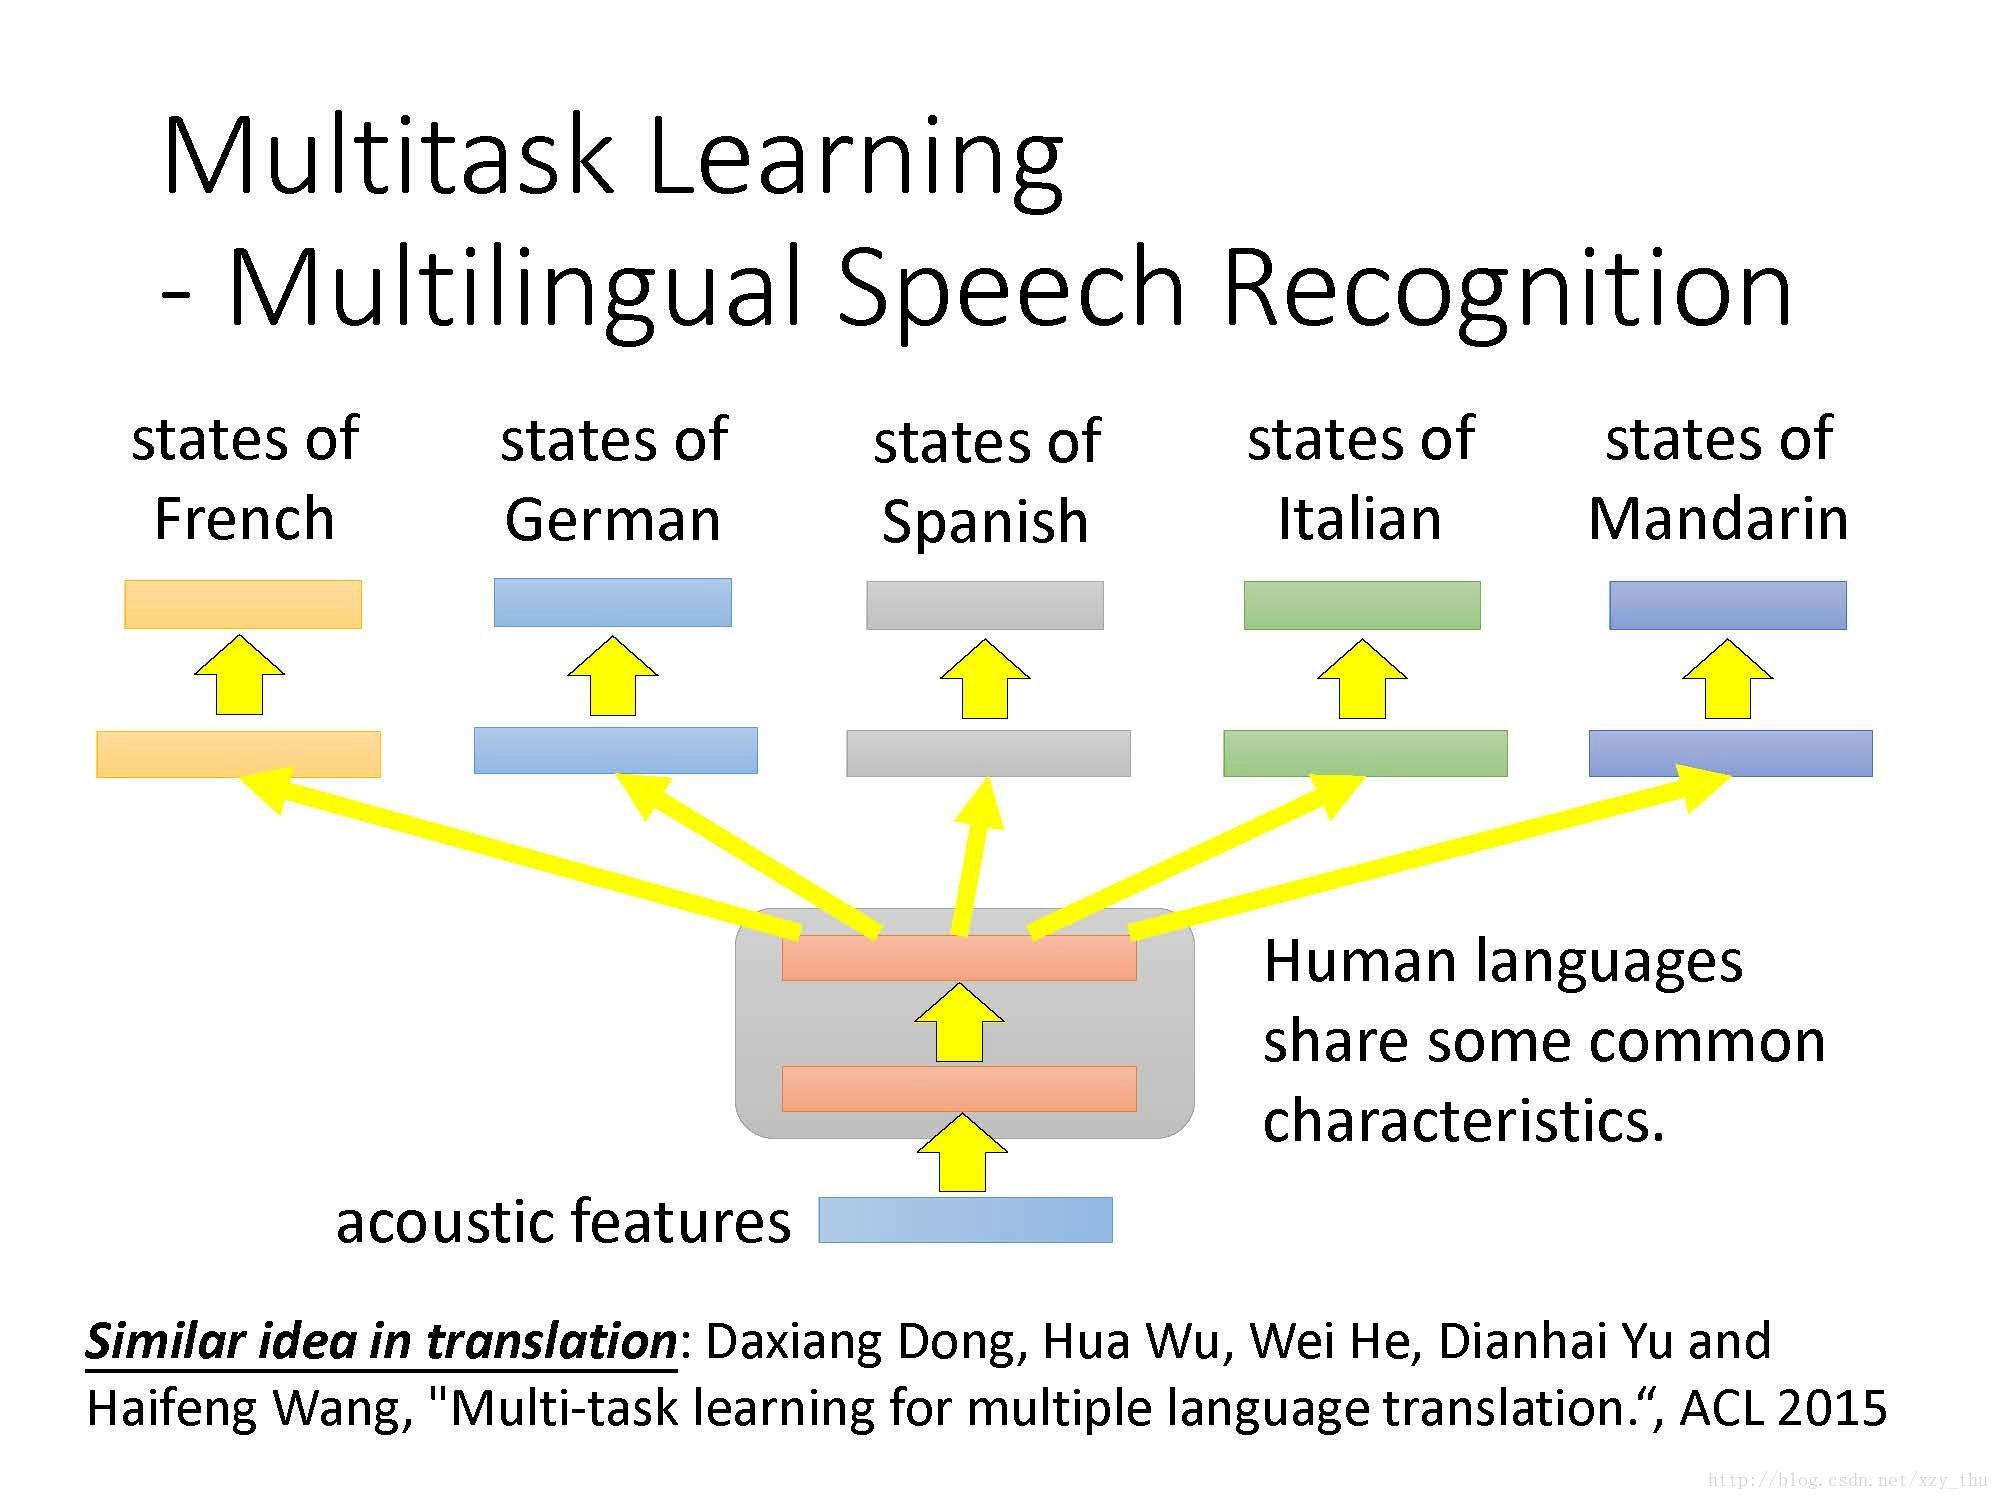 Multitask Learning
- Multilingual Speech Recognition
states of
French
states of
German
states of
Spanish
states of
Italian
states of
Mandarin
Human languages
share some common
characteristics.
acoustic features
Similar idea in translation: Daxiang Dong, Hua Wu, Wei He, Dianhai Yu and
Haifeng Wang, "Multi-task learning for multiple language translation.“, ACL 2015
http://blog.csdn.net/xzy_thu